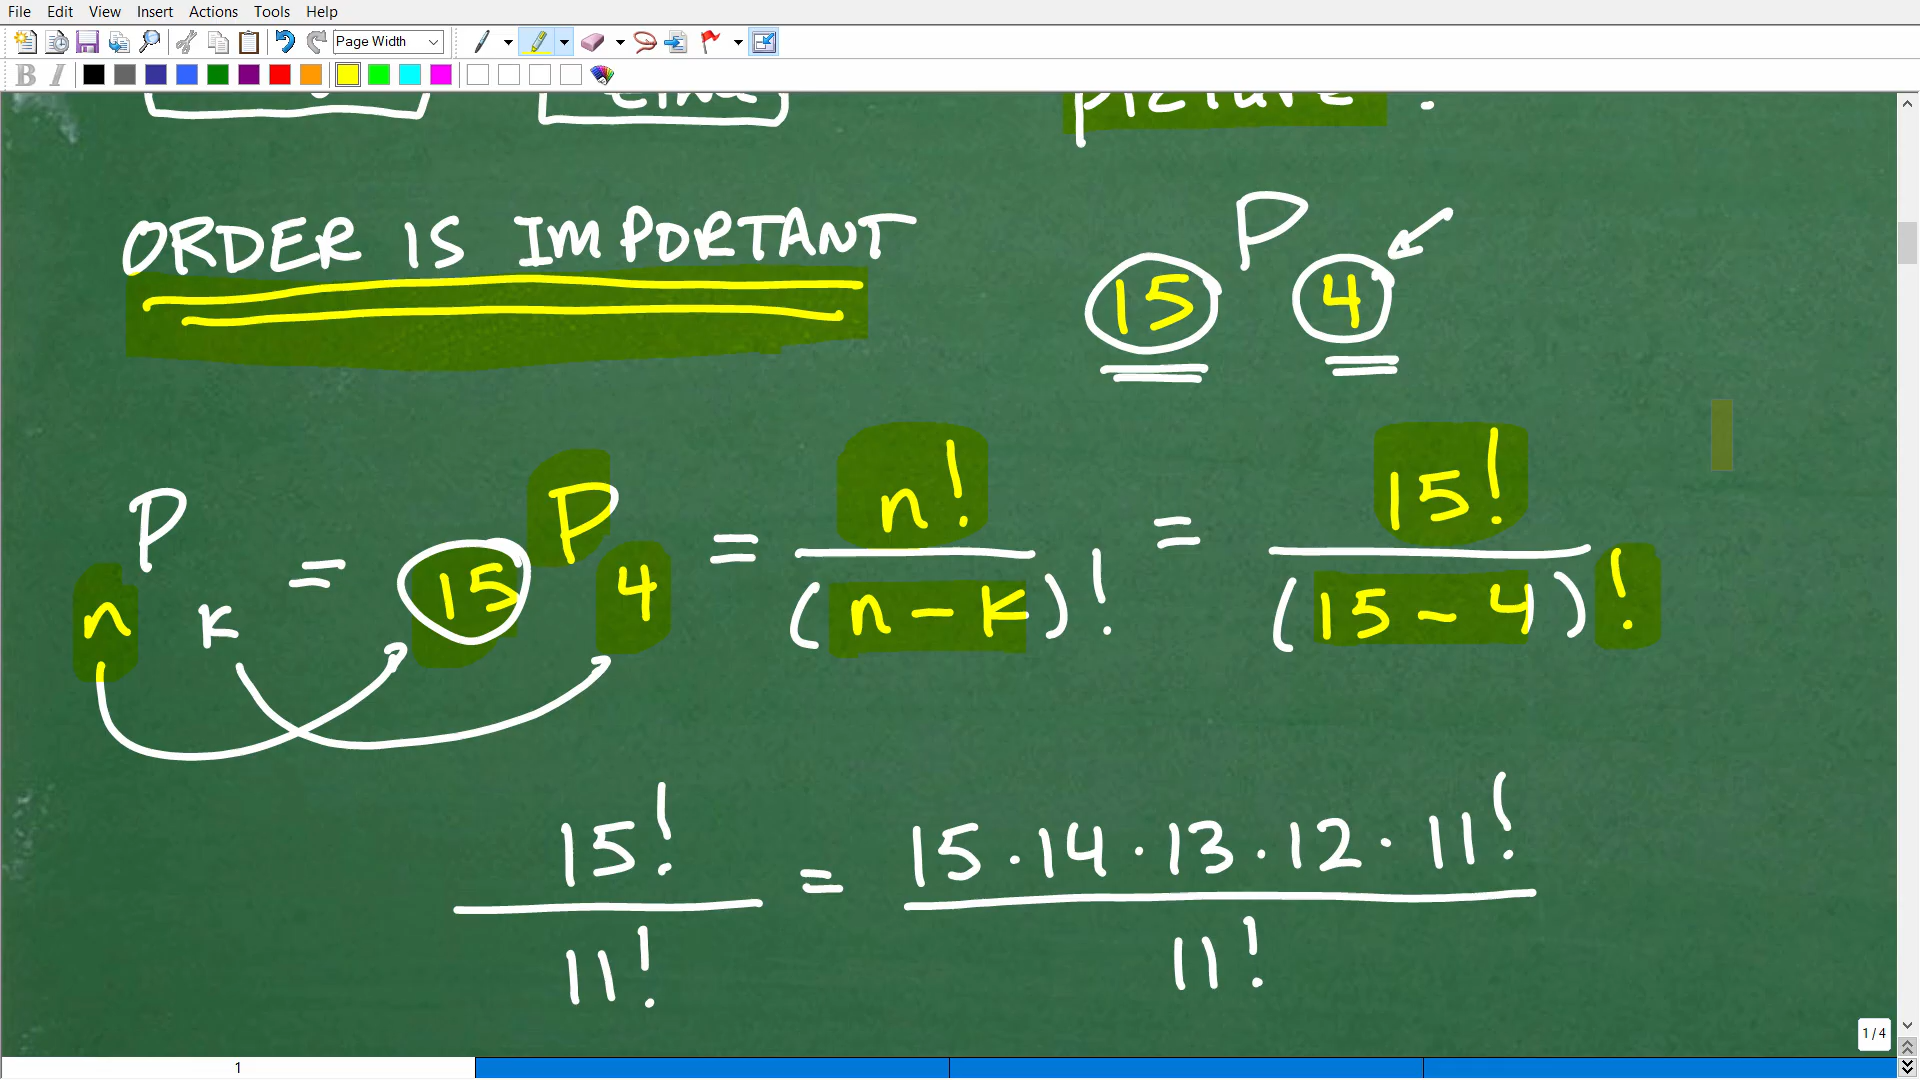 File Edit View Insert Actions Tools Help
Page Width
B I
picture.
ORDER IS IMPORTANT
15 P 4
n P k = 15 P 4 = n! / (n - k)! = 15! / (15 - 4)!
15! / 11! = 15 · 14 · 13 · 12 · 11! / 11!
1 / 4
1